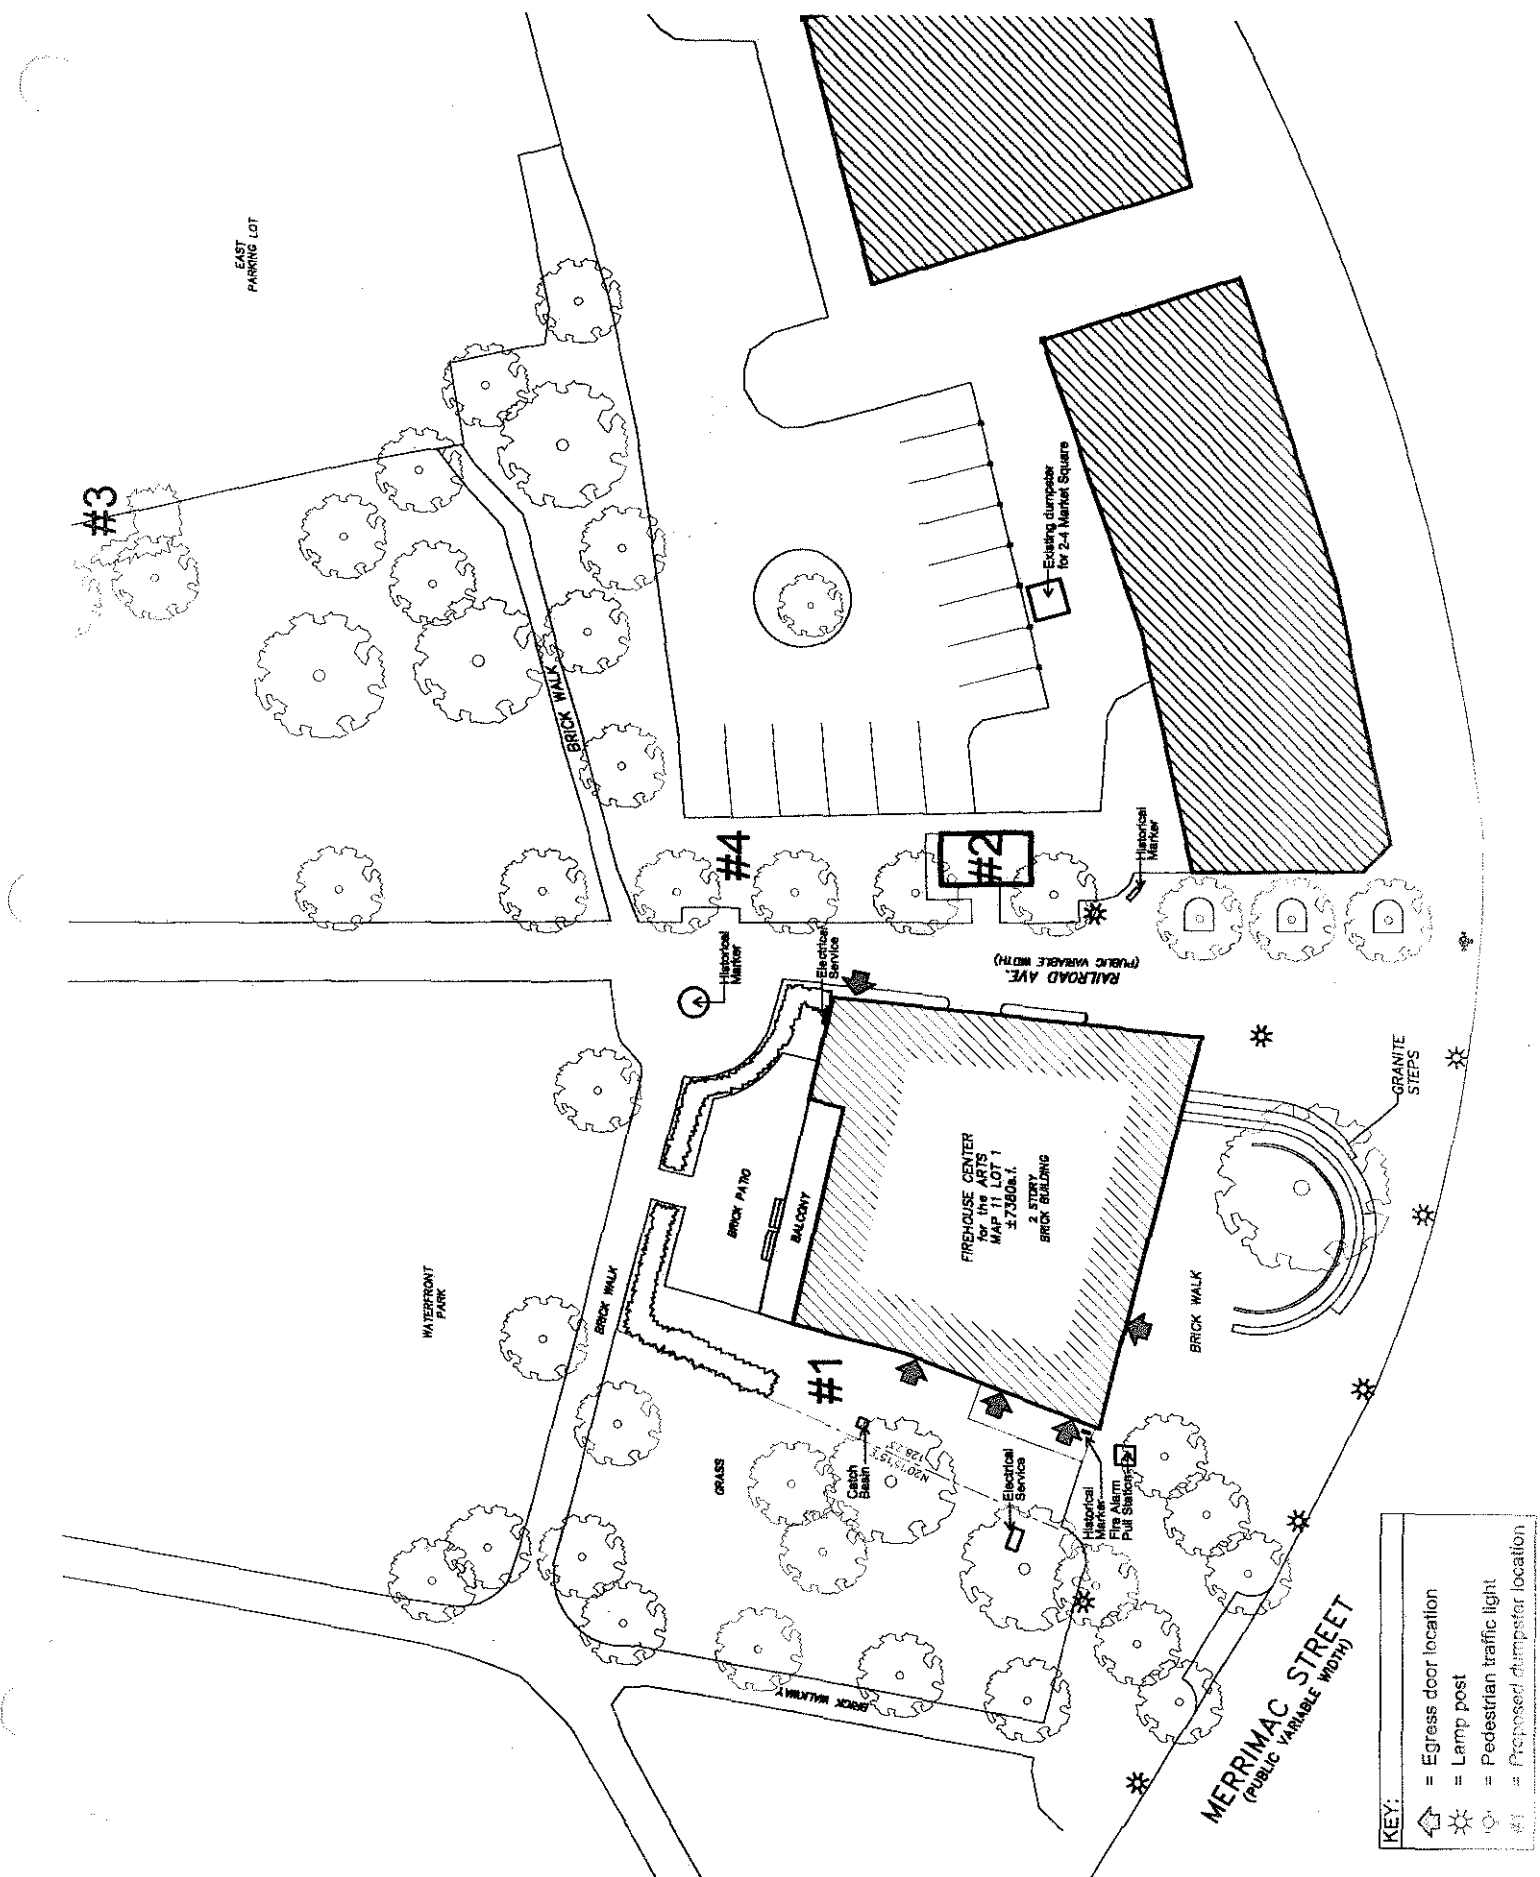 EAST
PARKING LOT
#3
BRICK WALK
Existing dumpster
for 2-4 Market Square
#4
#2
Historical
Marker
Historical
Marker
Electrical
Service
RAILROAD AVE.
(PUBLIC VARIABLE WIDTH)
GRANITE
STEPS
WATERFRONT
PARK
BRICK WALK
BRICK PATIO
BALCONY
FIREHOUSE CENTER
for the ARTS
MAP 11 LOT 1
±7380s.f.
2 STORY
BRICK BUILDING
BRICK WALK
#1
GRASS
Catch
Basin
Electrical
Service
Historical
Marker
Fire Alarm
Pull Station
BRICK WALKWAY
MERRIMAC STREET
(PUBLIC VARIABLE WIDTH)
KEY:
= Egress door location
= Lamp post
= Pedestrian traffic light
#1 = Proposed dumpster location